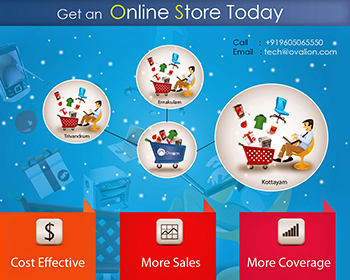 Get an Online Store Today
Call : +919605065550
Email : tech@ovalion.com
Ernakulam
Trivandrum
Kottayam
$
Cost Effective
More Sales
More Coverage